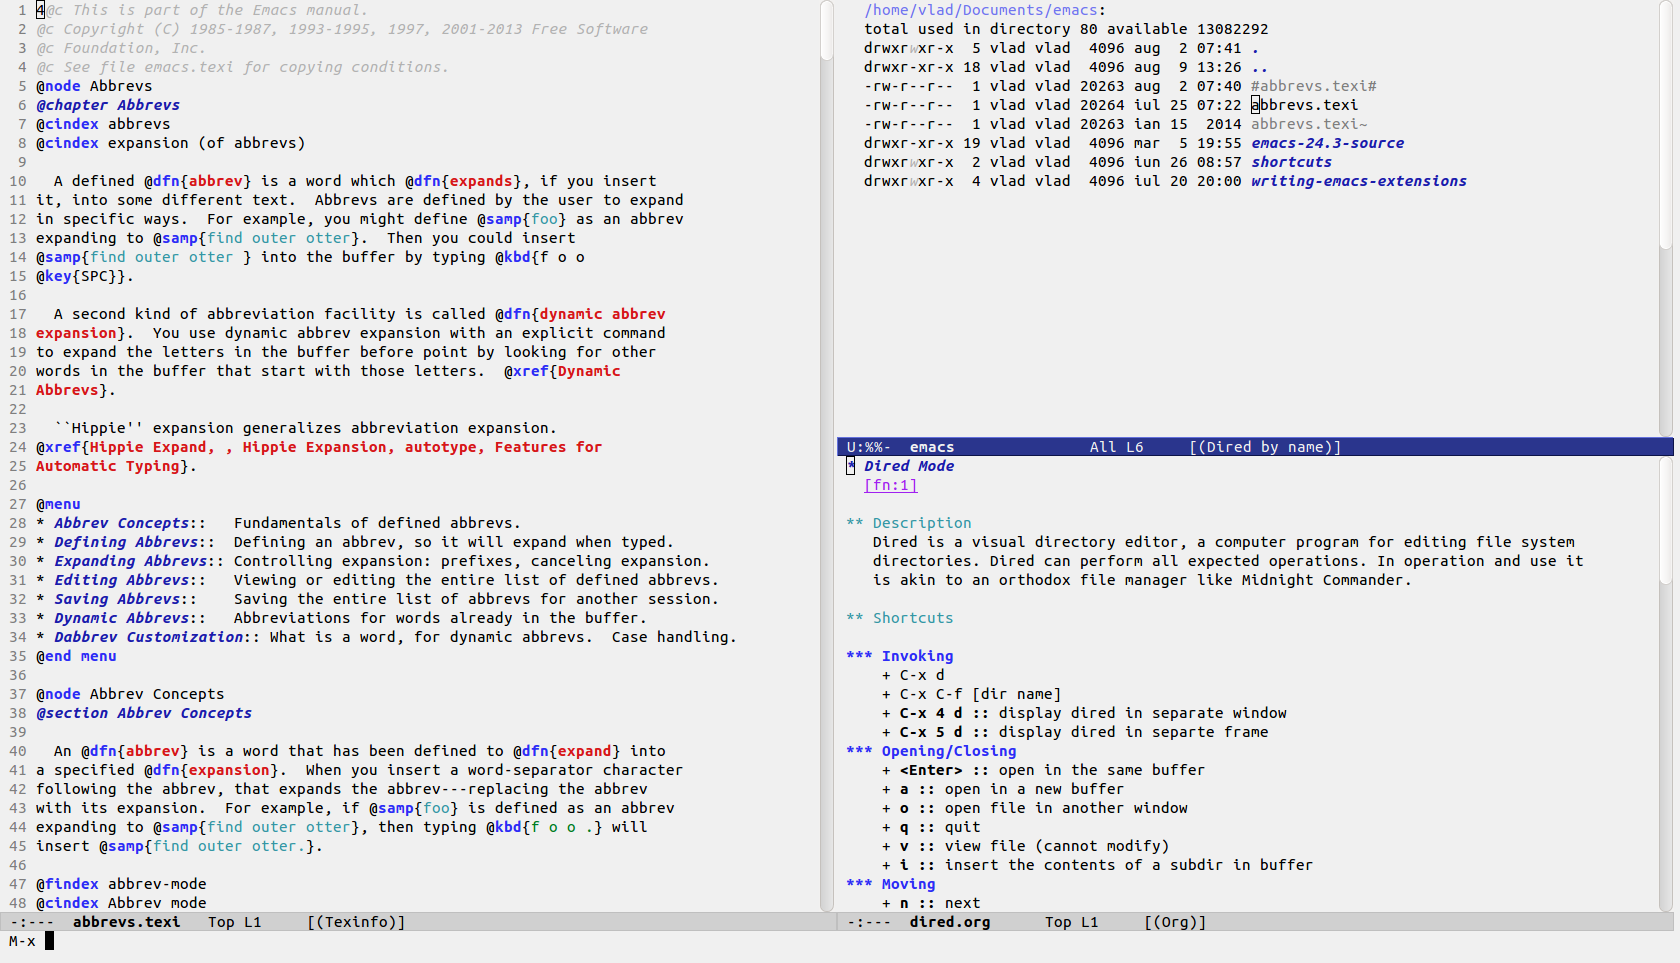 1 4@c This is part of the Emacs manual.
2 @c Copyright (C) 1985-1987, 1993-1995, 1997, 2001-2013 Free Software
3 @c Foundation, Inc.
4 @c See file emacs.texi for copying conditions.
5 @node Abbrevs
6 @chapter Abbrevs
7 @cindex abbrevs
8 @cindex expansion (of abbrevs)
9
10   A defined @dfn{abbrev} is a word which @dfn{expands}, if you insert
11 it, into some different text.  Abbrevs are defined by the user to expand
12 in specific ways.  For example, you might define @samp{foo} as an abbrev
13 expanding to @samp{find outer otter}.  Then you could insert
14 @samp{find outer otter } into the buffer by typing @kbd{f o o
15 @key{SPC}}.
16
17   A second kind of abbreviation facility is called @dfn{dynamic abbrev
18 expansion}.  You use dynamic abbrev expansion with an explicit command
19 to expand the letters in the buffer before point by looking for other
20 words in the buffer that start with those letters.  @xref{Dynamic
21 Abbrevs}.
22
23   ``Hippie'' expansion generalizes abbreviation expansion.
24 @xref{Hippie Expand, , Hippie Expansion, autotype, Features for
25 Automatic Typing}.
26
27 @menu
28 * Abbrev Concepts::   Fundamentals of defined abbrevs.
29 * Defining Abbrevs::  Defining an abbrev, so it will expand when typed.
30 * Expanding Abbrevs:: Controlling expansion: prefixes, canceling expansion.
31 * Editing Abbrevs::   Viewing or editing the entire list of defined abbrevs.
32 * Saving Abbrevs::    Saving the entire list of abbrevs for another session.
33 * Dynamic Abbrevs::   Abbreviations for words already in the buffer.
34 * Dabbrev Customization:: What is a word, for dynamic abbrevs.  Case handling.
35 @end menu
36
37 @node Abbrev Concepts
38 @section Abbrev Concepts
39
40   An @dfn{abbrev} is a word that has been defined to @dfn{expand} into
41 a specified @dfn{expansion}.  When you insert a word-separator character
42 following the abbrev, that expands the abbrev---replacing the abbrev
43 with its expansion.  For example, if @samp{foo} is defined as an abbrev
44 expanding to @samp{find outer otter}, then typing @kbd{f o o .} will
45 insert @samp{find outer otter.}.
46
47 @findex abbrev-mode
48 @cindex Abbrev mode
-:---  abbrevs.texi   Top L1     [(Texinfo)]
M-x
/home/vlad/Documents/emacs:
total used in directory 80 available 13082292
drwxrwxr-x  5 vlad vlad  4096 aug  2 07:41 .
drwxr-xr-x 18 vlad vlad  4096 aug  9 13:26 ..
-rw-r--r--  1 vlad vlad 20263 aug  2 07:40 #abbrevs.texi#
-rw-r--r--  1 vlad vlad 20264 iul 25 07:22 abbrevs.texi
-rw-r--r--  1 vlad vlad 20263 ian 15  2014 abbrevs.texi~
drwxr-xr-x 19 vlad vlad  4096 mar  5 19:55 emacs-24.3-source
drwxrwxr-x  2 vlad vlad  4096 iun 26 08:57 shortcuts
drwxrwxr-x  4 vlad vlad  4096 iul 20 20:00 writing-emacs-extensions
U:%%-  emacs               All L6     [(Dired by name)]
* Dired Mode
[fn:1]
** Description
Dired is a visual directory editor, a computer program for editing file system
directories. Dired can perform all expected operations. In operation and use it
is akin to an orthodox file manager like Midnight Commander.
** Shortcuts
*** Invoking
+ C-x d
+ C-x C-f [dir name]
+ C-x 4 d :: display dired in separate window
+ C-x 5 d :: display dired in separte frame
*** Opening/Closing
+ <Enter> :: open in the same buffer
+ a :: open in a new buffer
+ o :: open file in another window
+ q :: quit
+ v :: view file (cannot modify)
+ i :: insert the contents of a subdir in buffer
*** Moving
+ n :: next
-:---  dired.org      Top L1     [(Org)]